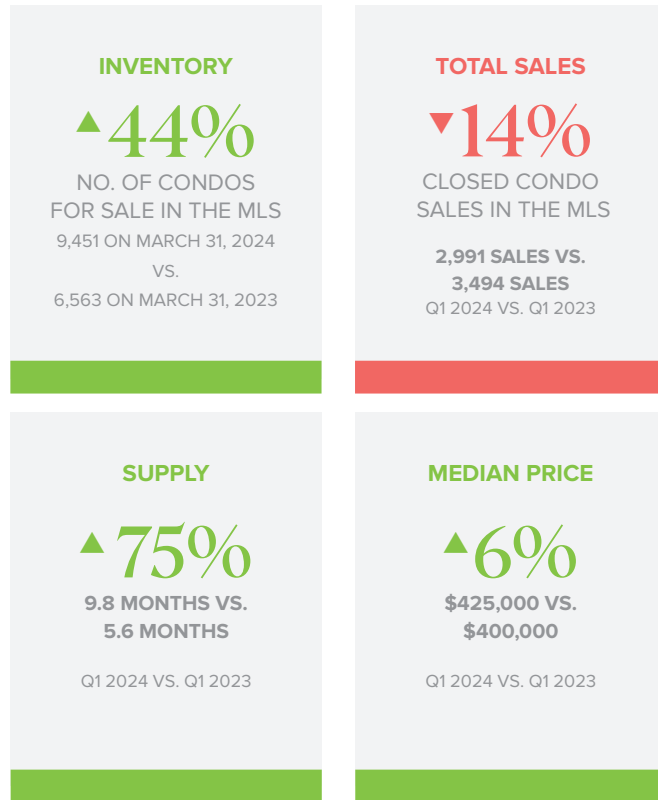 INVENTORY
▲44%
NO. OF CONDOS
FOR SALE IN THE MLS
9,451 ON MARCH 31, 2024
VS.
6,563 ON MARCH 31, 2023
TOTAL SALES
▼14%
CLOSED CONDO
SALES IN THE MLS
2,991 SALES VS.
3,494 SALES
Q1 2024 VS. Q1 2023
SUPPLY
▲75%
9.8 MONTHS VS.
5.6 MONTHS
Q1 2024 VS. Q1 2023
MEDIAN PRICE
▲6%
$425,000 VS.
$400,000
Q1 2024 VS. Q1 2023